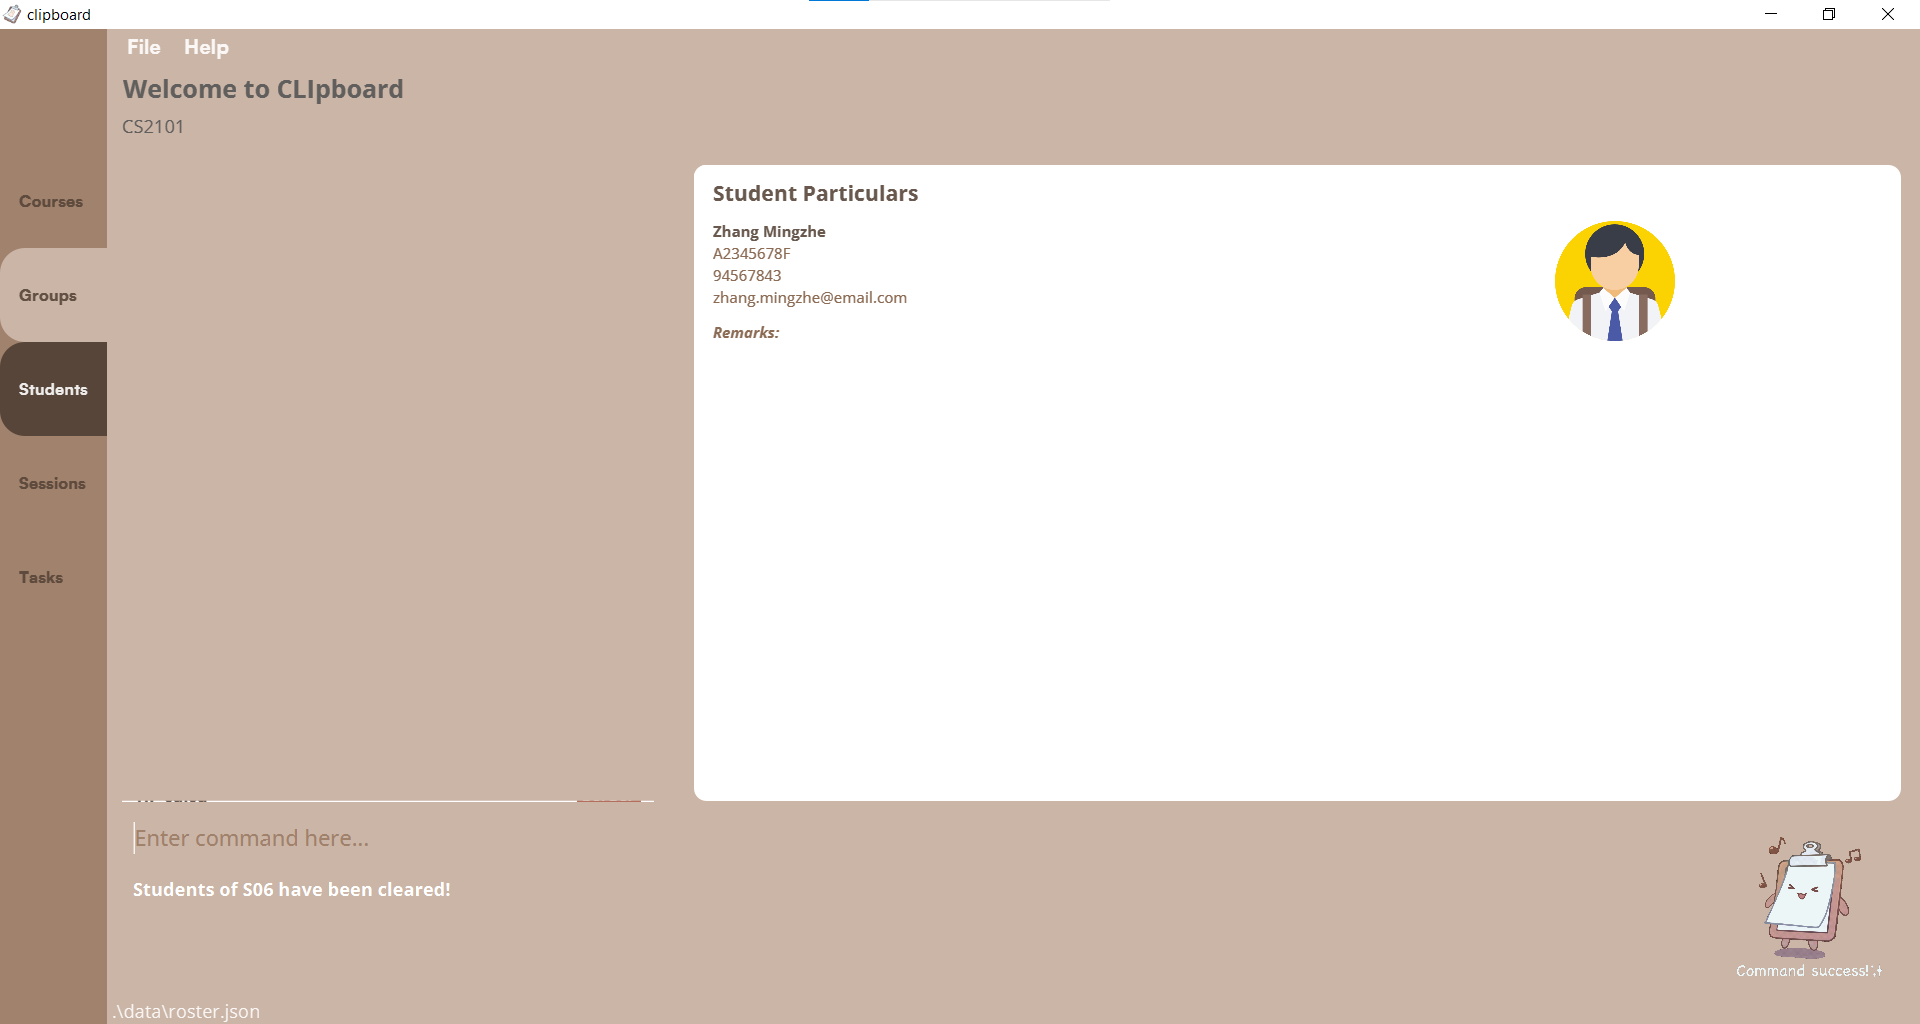 clipboard
File Help
Welcome to CLIpboard
CS2101
Courses
Groups
Students
Sessions
Tasks
Student Particulars
Zhang Mingzhe
A2345678F
94567843
zhang.mingzhe@email.com
Remarks:
Enter command here...
Students of S06 have been cleared!
Command success!
.\data\roster.json